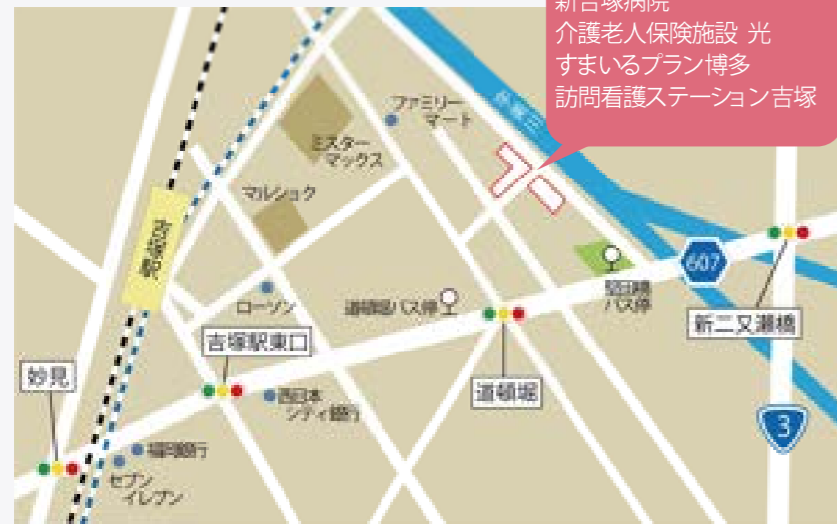 新吉塚病院
介護老人保険施設 光
すまいるプラン博多
訪問看護ステーション吉塚
ファミリー
マート
ミスター
マックス
マルショク
吉塚駅
ローソン
道頓堀バス停
バス停
607
新二又瀬橋
吉塚駅東口
道頓堀
妙見
西日本
シティ銀行
福岡銀行
セブン
イレブン
3